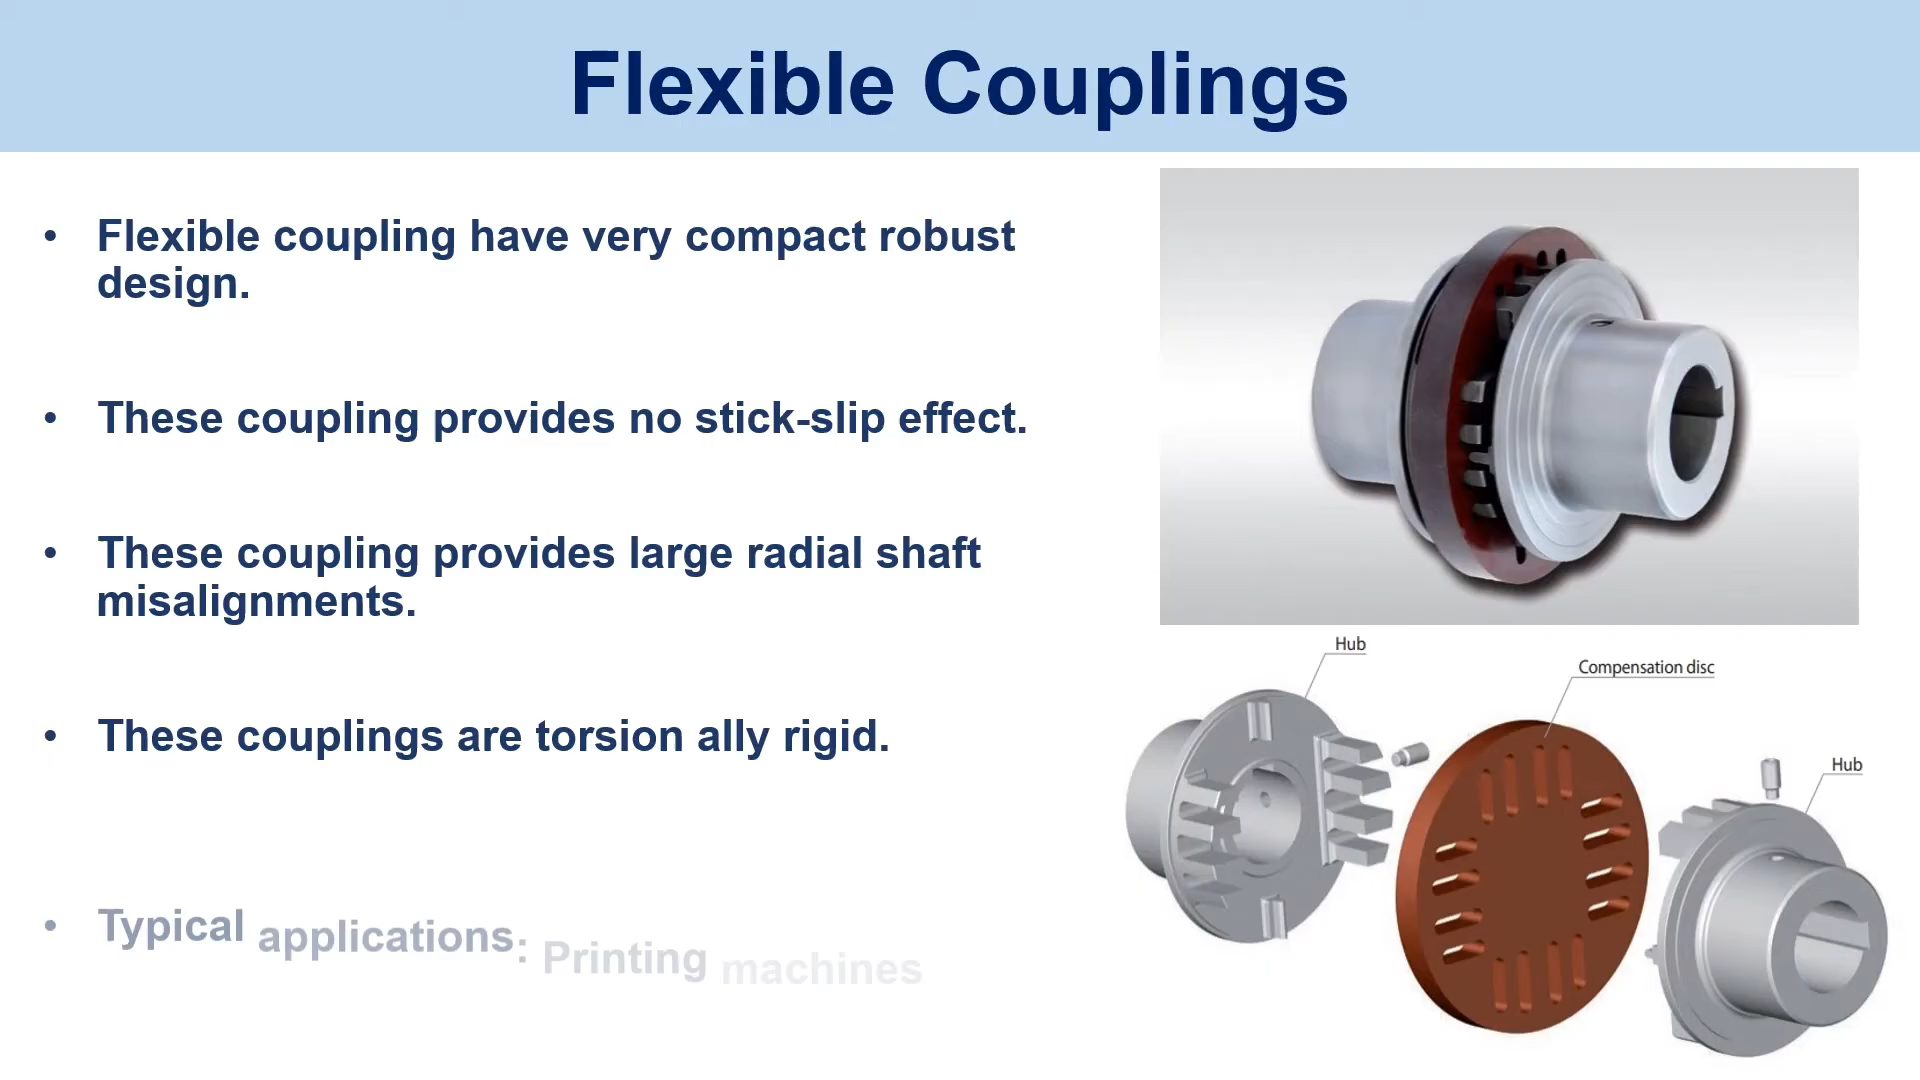 Flexible Couplings
• Flexible coupling have very compact robust
design.
• These coupling provides no stick-slip effect.
• These coupling provides large radial shaft
misalignments.
• These couplings are torsion ally rigid.
• Typical applications: Printing machines
Hub
Compensation disc
Hub